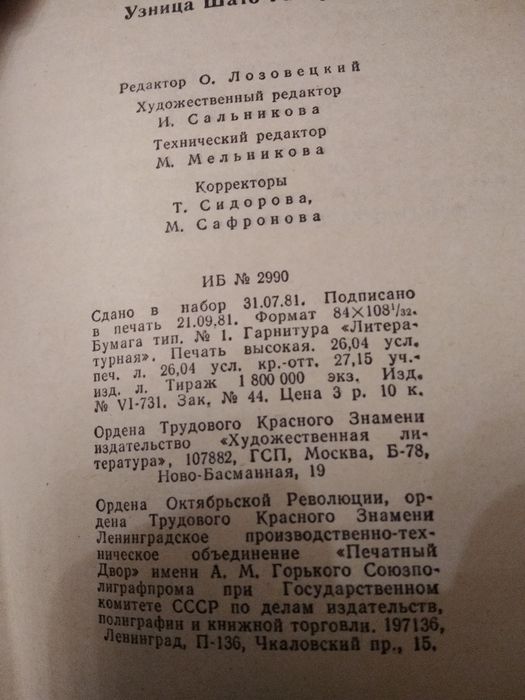 Узница Шато
Редактор О. Лозовецкий
Художественный редактор
И. Сальникова
Технический редактор
М. Мельникова
Корректоры
Т. Сидорова,
М. Сафронова
ИБ № 2990
Сдано в набор 31.07.81. Подписано
в печать 21.09.81. Формат 84×108¹/₃₂.
Бумага тип. № 1. Гарнитура «Литера-
турная». Печать высокая. 26,04 усл.
печ. л. 26,04 усл. кр.-отт. 27,15 уч.-
изд. л. Тираж 1 800 000 экз. Изд.
№ VI-731. Зак. № 44. Цена 3 р. 10 к.
Ордена Трудового Красного Знамени
издательство «Художественная ли-
тература», 107882, ГСП, Москва, Б-78,
Ново-Басманная, 19
Ордена Октябрьской Революции, ор-
дена Трудового Красного Знамени
Ленинградское производственно-тех-
ническое объединение «Печатный
Двор» имени А. М. Горького Союзпо-
лиграфпрома при Государственном
комитете СССР по делам издательств,
полиграфии и книжной торговли. 197136,
Ленинград, П-136, Чкаловский пр., 15.